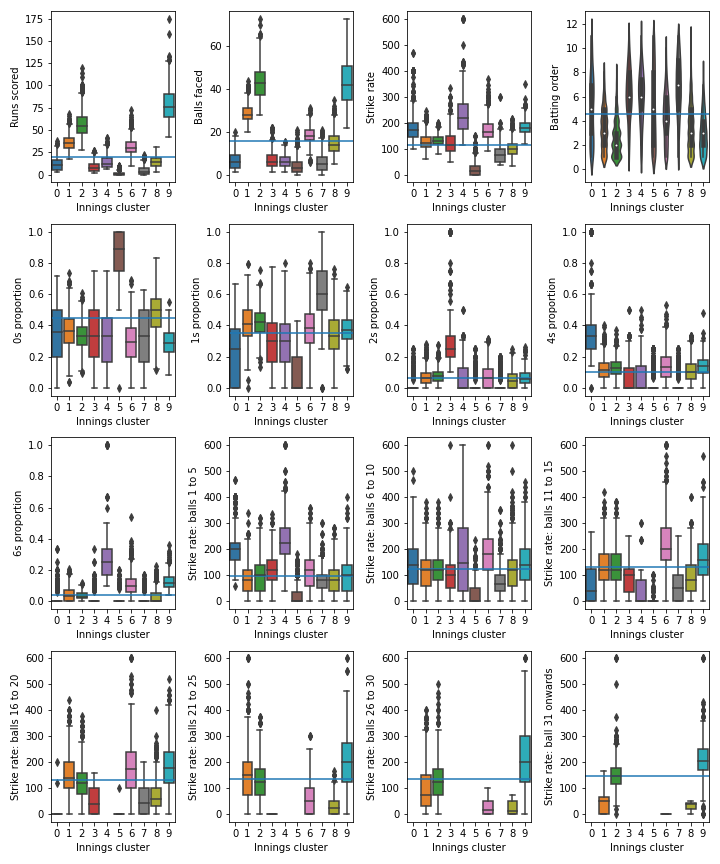 Runs scored
175
150
125
100
75
50
25
0
0 1 2 3 4 5 6 7 8 9
Innings cluster
Balls faced
60
40
20
0
0 1 2 3 4 5 6 7 8 9
Innings cluster
Strike rate
600
500
400
300
200
100
0
0 1 2 3 4 5 6 7 8 9
Innings cluster
Batting order
12
10
8
6
4
2
0
0 1 2 3 4 5 6 7 8 9
Innings cluster
0s proportion
1.0
0.8
0.6
0.4
0.2
0.0
0 1 2 3 4 5 6 7 8 9
Innings cluster
1s proportion
1.0
0.8
0.6
0.4
0.2
0.0
0 1 2 3 4 5 6 7 8 9
Innings cluster
2s proportion
1.0
0.8
0.6
0.4
0.2
0.0
0 1 2 3 4 5 6 7 8 9
Innings cluster
4s proportion
1.0
0.8
0.6
0.4
0.2
0.0
0 1 2 3 4 5 6 7 8 9
Innings cluster
6s proportion
1.0
0.8
0.6
0.4
0.2
0.0
0 1 2 3 4 5 6 7 8 9
Innings cluster
Strike rate: balls 1 to 5
600
500
400
300
200
100
0
0 1 2 3 4 5 6 7 8 9
Innings cluster
Strike rate: balls 6 to 10
600
500
400
300
200
100
0
0 1 2 3 4 5 6 7 8 9
Innings cluster
Strike rate: balls 11 to 15
600
500
400
300
200
100
0
0 1 2 3 4 5 6 7 8 9
Innings cluster
Strike rate: balls 16 to 20
600
500
400
300
200
100
0
0 1 2 3 4 5 6 7 8 9
Innings cluster
Strike rate: balls 21 to 25
600
500
400
300
200
100
0
0 1 2 3 4 5 6 7 8 9
Innings cluster
Strike rate: balls 26 to 30
600
500
400
300
200
100
0
0 1 2 3 4 5 6 7 8 9
Innings cluster
Strike rate: ball 31 onwards
600
500
400
300
200
100
0
0 1 2 3 4 5 6 7 8 9
Innings cluster